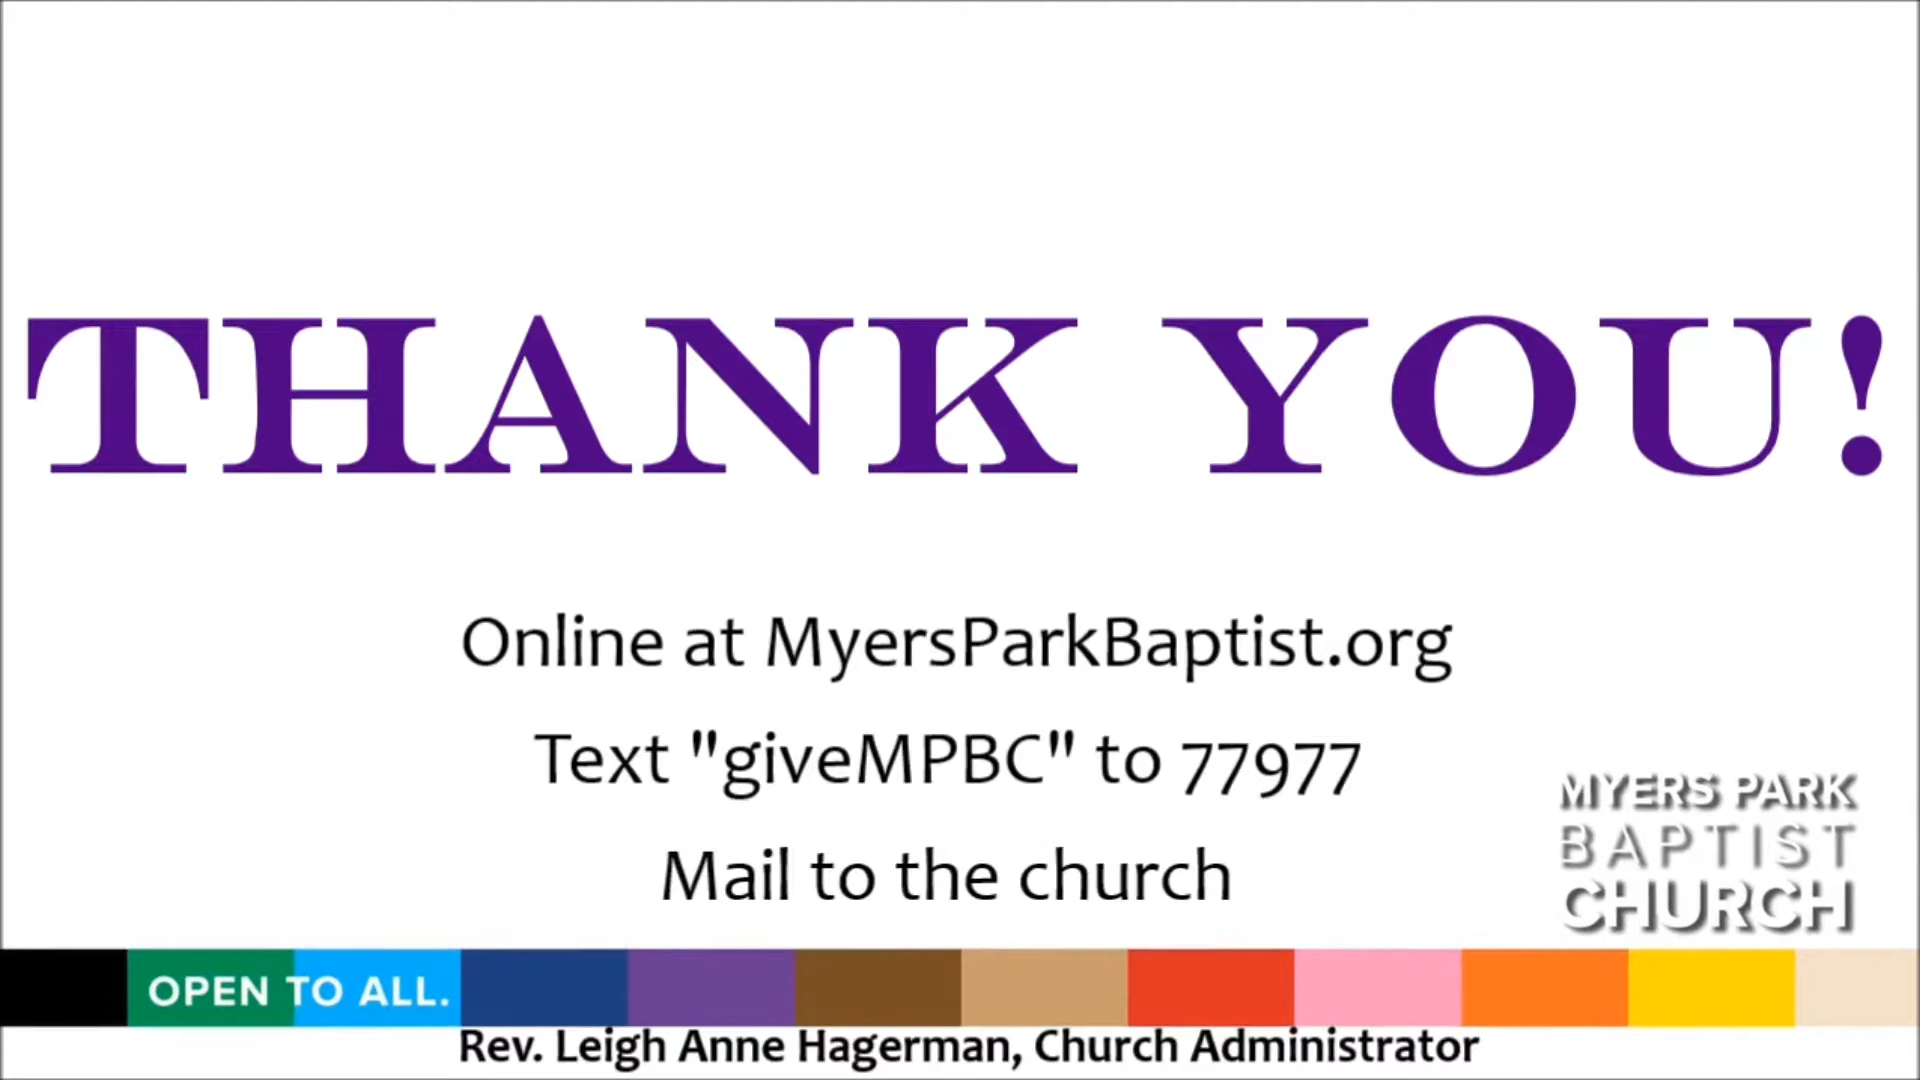 THANK YOU!
Online at MyersParkBaptist.org
Text "giveMPBC" to 77977
Mail to the church
MYERS PARK
BAPTIST
CHURCH
OPEN TO ALL.
Rev. Leigh Anne Hagerman, Church Administrator